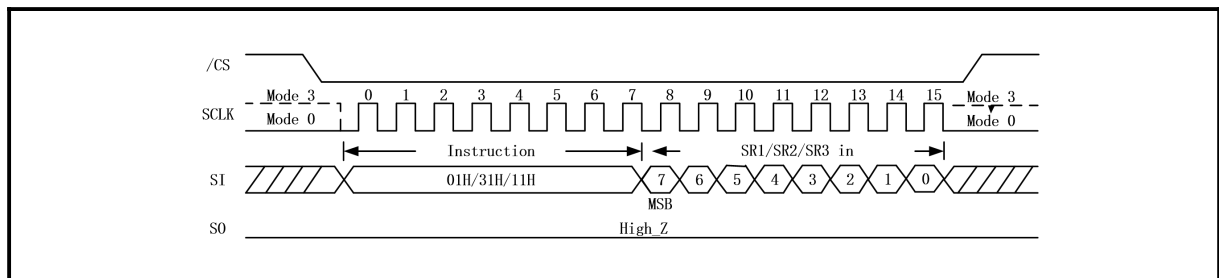 /CS
Mode 3 0 1 2 3 4 5 6 7 8 9 10 11 12 13 14 15 Mode 3
SCLK
Mode 0 Mode 0
Instruction SR1/SR2/SR3 in
SI 01H/31H/11H 7 6 5 4 3 2 1 0
MSB
SO High_Z